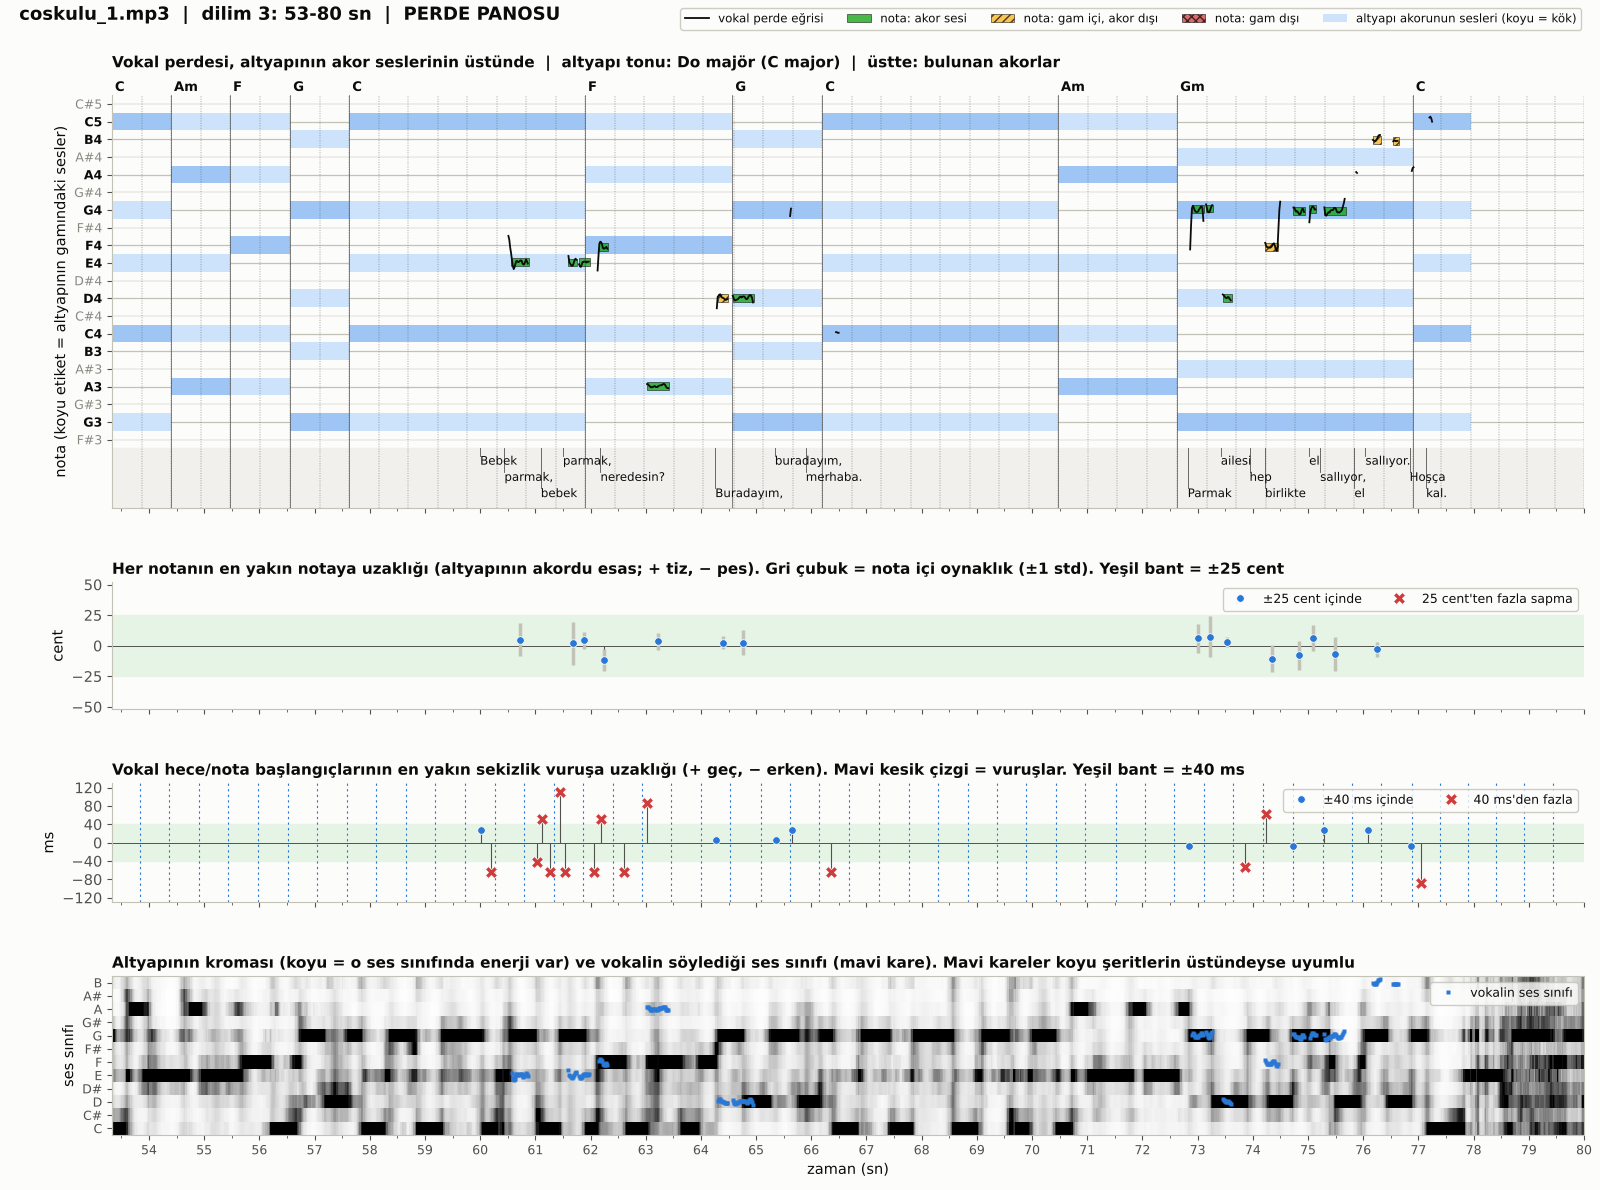 coskulu_1.mp3 | dilim 3: 53-80 sn | PERDE PANOSU
vokal perde eğrisi nota: akor sesi nota: gam içi, akor dışı nota: gam dışı altyapı akorunun sesleri (koyu = kök)
Vokal perdesi, altyapının akor seslerinin üstünde | altyapı tonu: Do majör (C major) | üstte: bulunan akorlar
C Am F G C F G C Am Gm C
nota (koyu etiket = altyapının gamındaki sesler)
C#5
C5
B4
A#4
A4
G#4
G4
F#4
F4
E4
D#4
D4
C#4
C4
B3
A#3
A3
G#3
G3
F#3
Bebek parmak, buradayım, ailesi el sallıyor.
parmak, neredesin? merhaba. hep sallıyor, Hoşça
bebek Buradayım, Parmak birlikte el kal.
Her notanın en yakın notaya uzaklığı (altyapının akordu esas; + tiz, − pes). Gri çubuk = nota içi oynaklık (±1 std). Yeşil bant = ±25 cent
±25 cent içinde 25 cent'ten fazla sapma
cent
50
25
0
−25
−50
Vokal hece/nota başlangıçlarının en yakın sekizlik vuruşa uzaklığı (+ geç, − erken). Mavi kesik çizgi = vuruşlar. Yeşil bant = ±40 ms
±40 ms içinde 40 ms'den fazla
ms
120
80
40
0
−40
−80
−120
Altyapının kroması (koyu = o ses sınıfında enerji var) ve vokalin söylediği ses sınıfı (mavi kare). Mavi kareler koyu şeritlerin üstündeyse uyumlu
vokalin ses sınıfı
ses sınıfı
B
A#
A
G#
G
F#
F
E
D#
D
C#
C
54 55 56 57 58 59 60 61 62 63 64 65 66 67 68 69 70 71 72 73 74 75 76 77 78 79 80
zaman (sn)